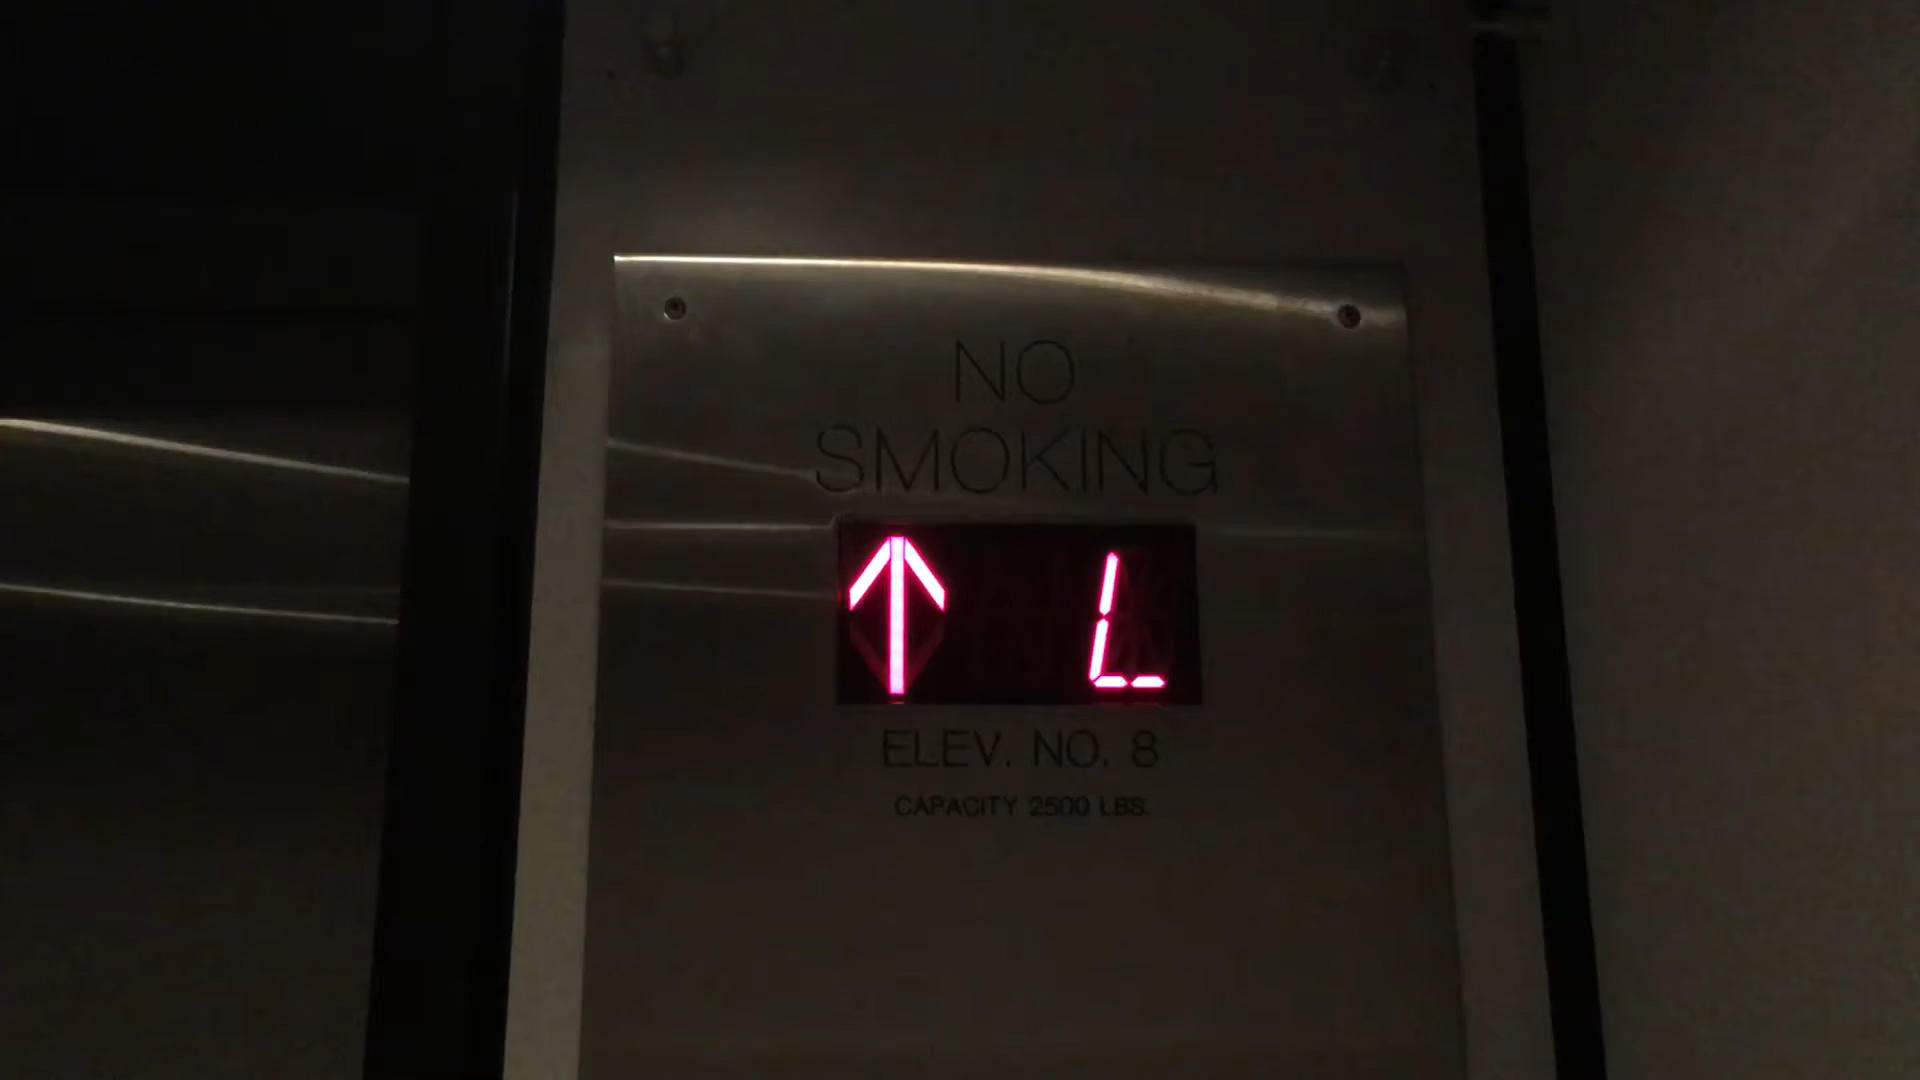 NO
SMOKING
↑ L
ELEV. NO. 8
CAPACITY 2500 LBS.